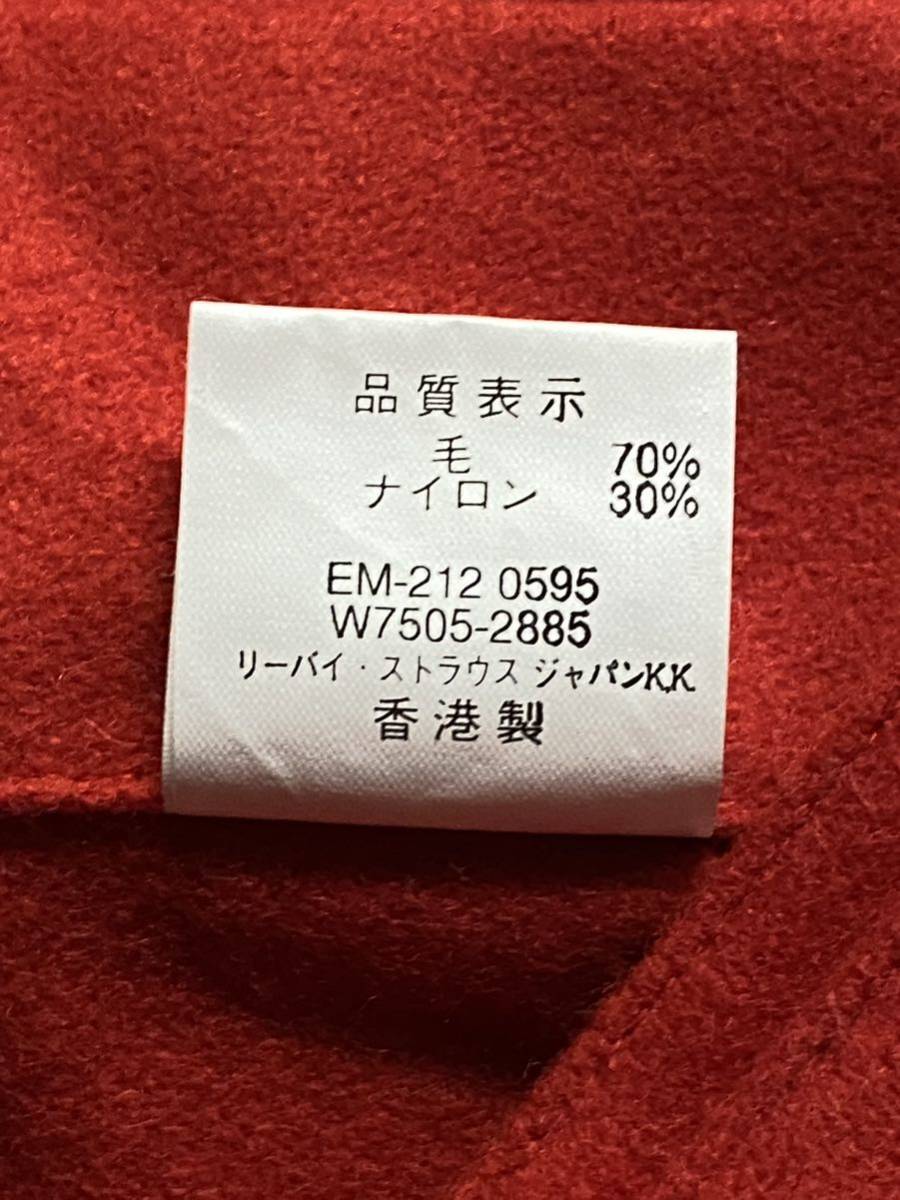 品質表示
毛 70%
ナイロン 30%
EM-212 0595
W7505-2885
リーバイ・ストラウス ジャパンK.K
香港製